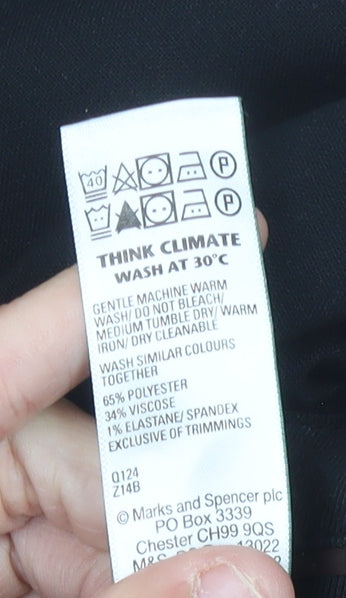 40 P
P
THINK CLIMATE
WASH AT 30°C
GENTLE MACHINE WARM
WASH/ DO NOT BLEACH/
MEDIUM TUMBLE DRY/ WARM
IRON/ DRY CLEANABLE
WASH SIMILAR COLOURS
TOGETHER
65% POLYESTER
34% VISCOSE
1% ELASTANE/ SPANDEX
EXCLUSIVE OF TRIMMINGS
Q124
Z14B
© Marks and Spencer plc
PO Box 3339
Chester CH99 9QS
M&S 13022